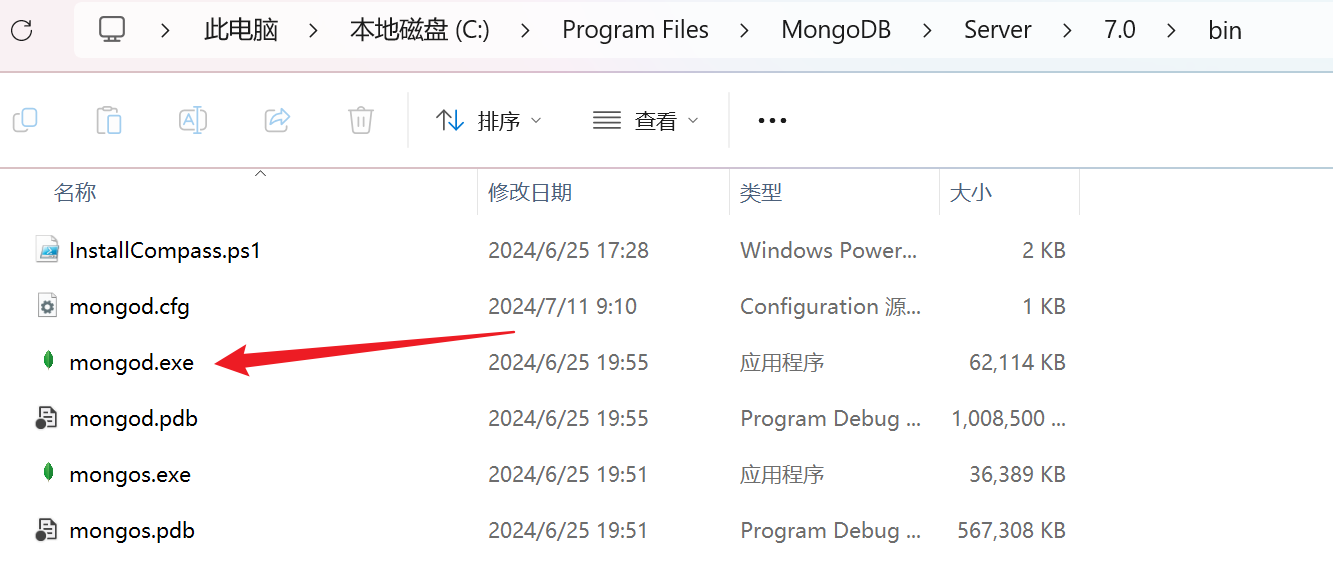 此电脑 本地磁盘 (C:) Program Files MongoDB Server 7.0 bin
排序 查看
名称 修改日期 类型 大小
InstallCompass.ps1 2024/6/25 17:28 Windows Power... 2 KB
mongod.cfg 2024/7/11 9:10 Configuration 源... 1 KB
mongod.exe 2024/6/25 19:55 应用程序 62,114 KB
mongod.pdb 2024/6/25 19:55 Program Debug ... 1,008,500 ...
mongos.exe 2024/6/25 19:51 应用程序 36,389 KB
mongos.pdb 2024/6/25 19:51 Program Debug ... 567,308 KB